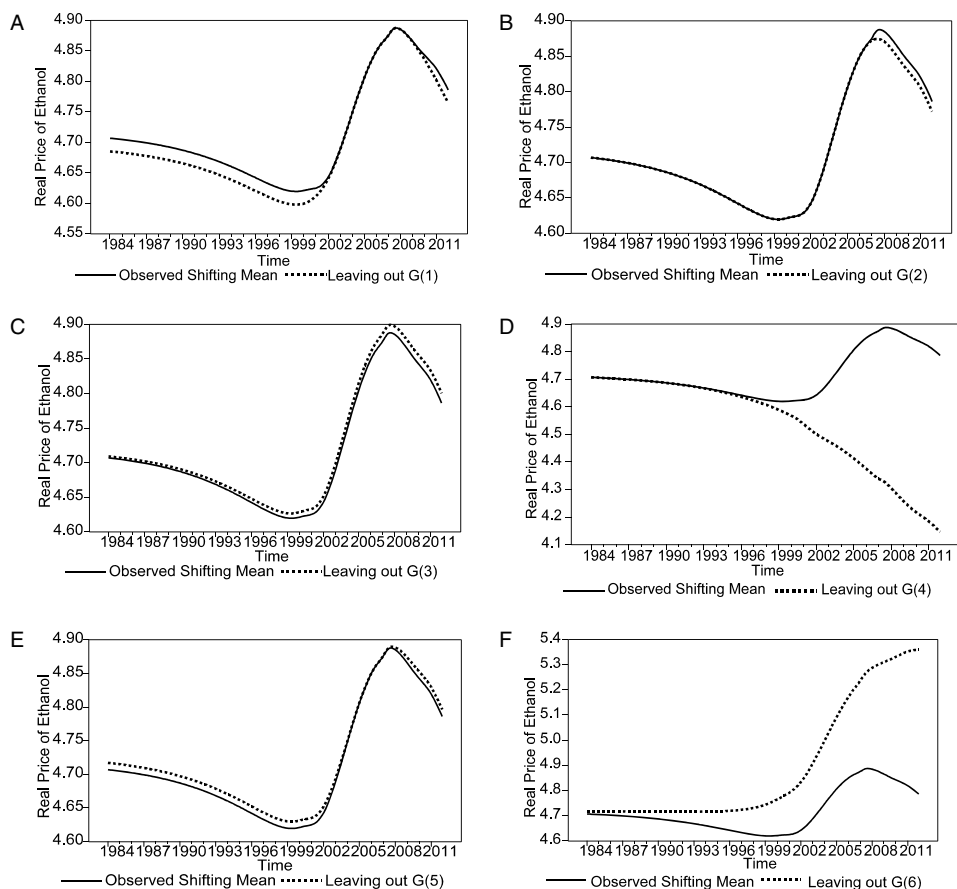 A
Real Price of Ethanol
4.90
4.85
4.80
4.75
4.70
4.65
4.60
4.55
1984 1987 1990 1993 1996 1999 2002 2005 2008 2011
Time
Observed Shifting Mean Leaving out G(1)
B
Real Price of Ethanol
4.90
4.85
4.80
4.75
4.70
4.65
4.60
1984 1987 1990 1993 1996 1999 2002 2005 2008 2011
Time
Observed Shifting Mean Leaving out G(2)
C
Real Price of Ethanol
4.90
4.85
4.80
4.75
4.70
4.65
4.60
1984 1987 1990 1993 1996 1999 2002 2005 2008 2011
Time
Observed Shifting Mean Leaving out G(3)
D
Real Price of Ethanol
4.9
4.8
4.7
4.6
4.5
4.4
4.3
4.2
4.1
1984 1987 1990 1993 1996 1999 2002 2005 2008 2011
Time
Observed Shifting Mean Leaving out G(4)
E
Real Price of Ethanol
4.90
4.85
4.80
4.75
4.70
4.65
4.60
1984 1987 1990 1993 1996 1999 2002 2005 2008 2011
Time
Observed Shifting Mean Leaving out G(5)
F
Real Price of Ethanol
5.4
5.3
5.2
5.1
5.0
4.9
4.8
4.7
4.6
1984 1987 1990 1993 1996 1999 2002 2005 2008 2011
Time
Observed Shifting Mean Leaving out G(6)